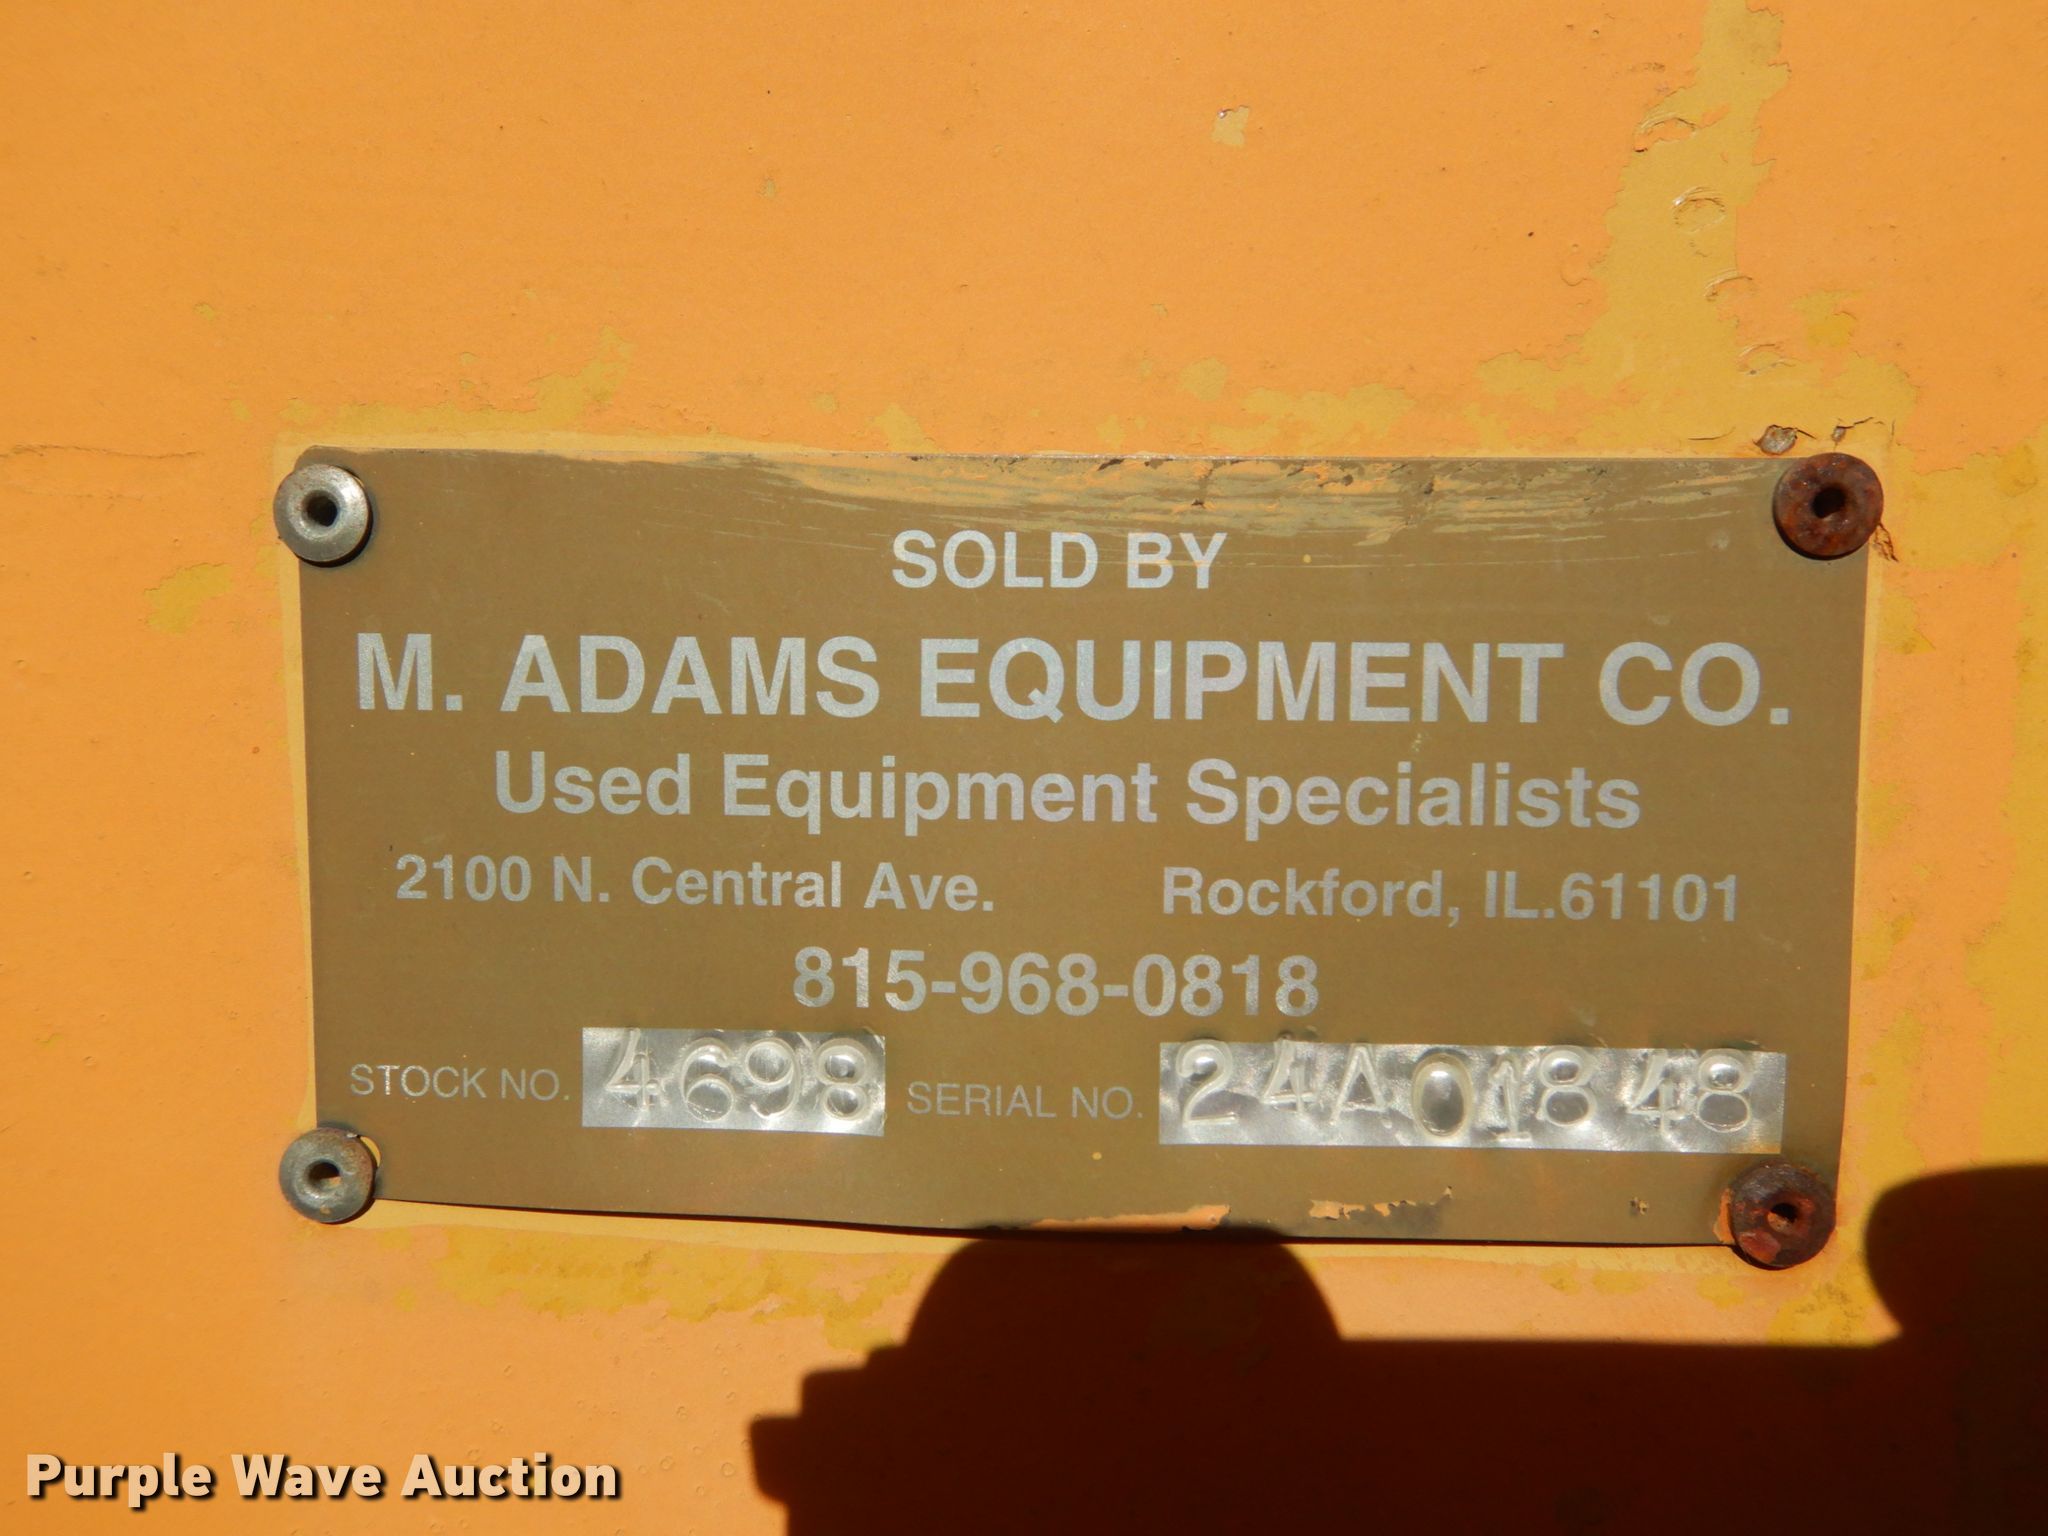 SOLD BY
M. ADAMS EQUIPMENT CO.
Used Equipment Specialists
2100 N. Central Ave. Rockford, IL.61101
815-968-0818
STOCK NO. 4698 SERIAL NO. 24A01848
Purple Wave Auction